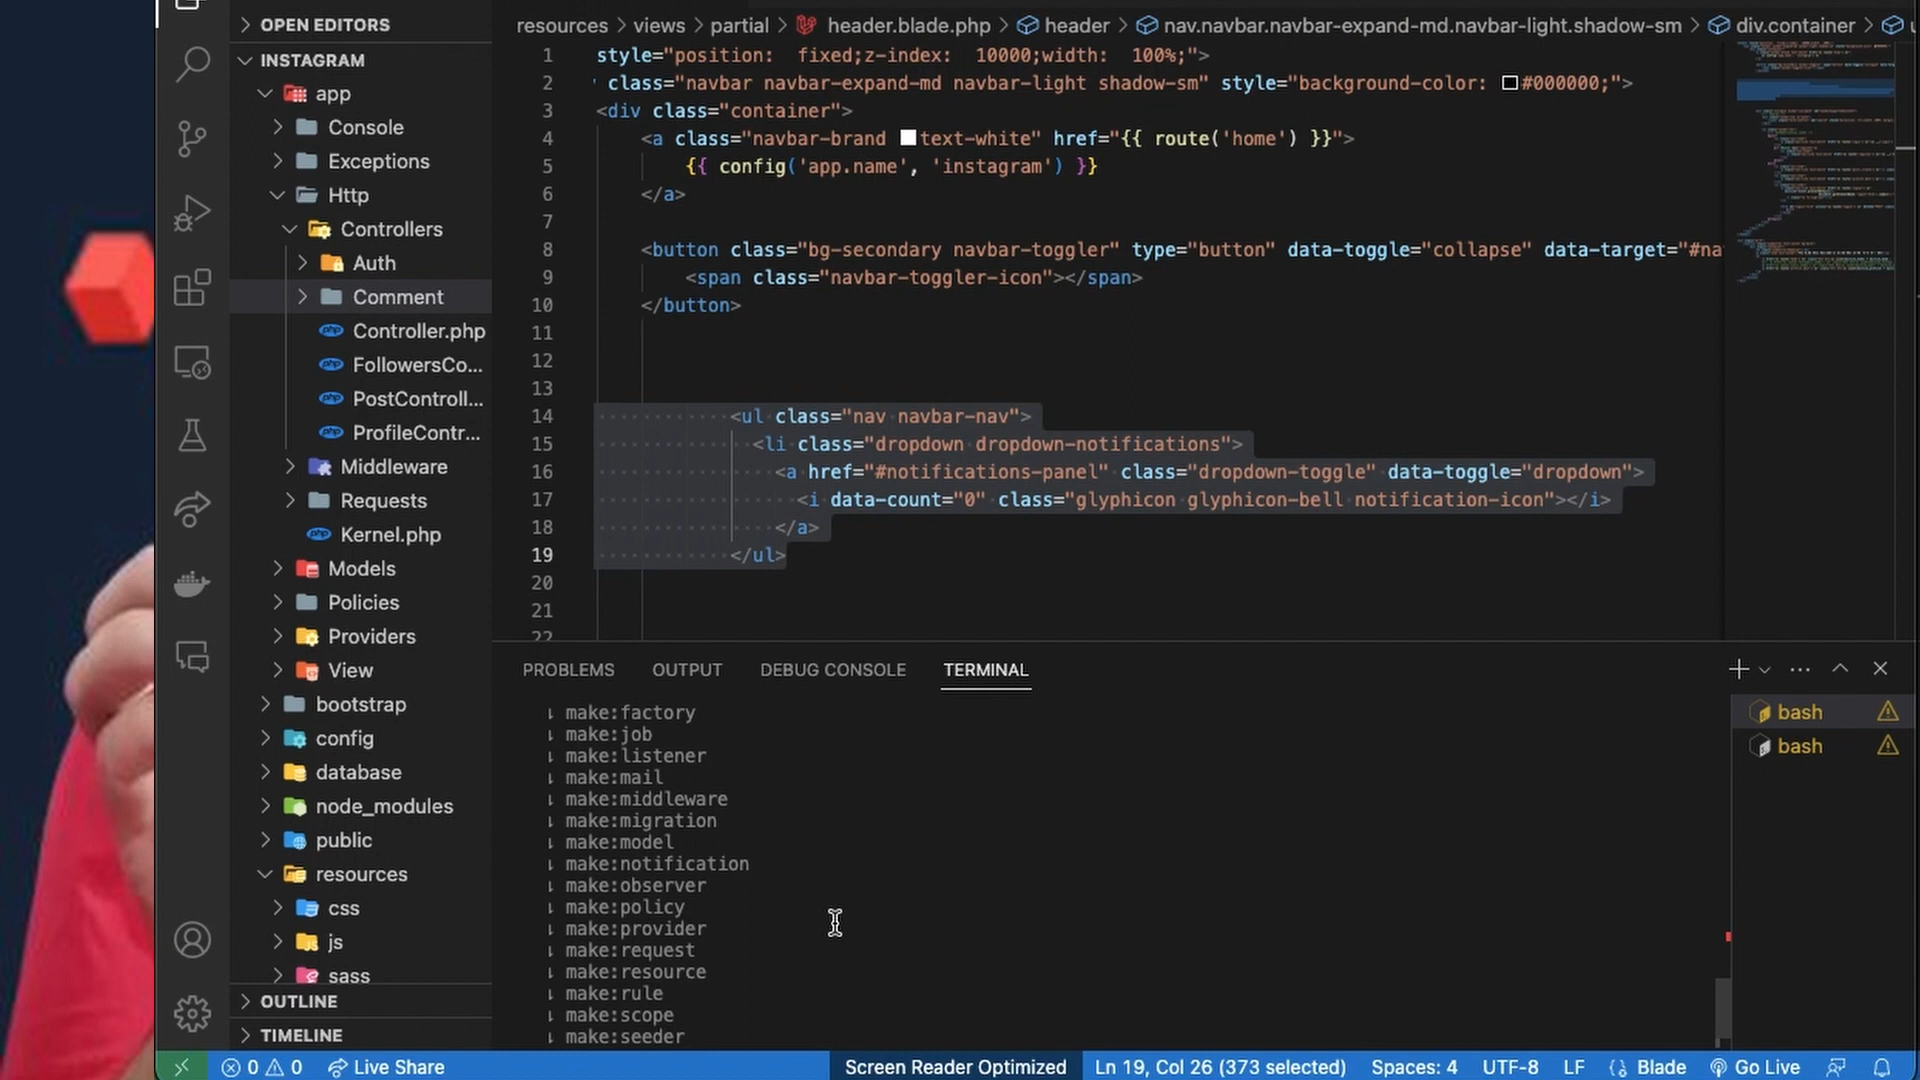 OPEN EDITORS
INSTAGRAM
app
Console
Exceptions
Http
Controllers
Auth
Comment
Controller.php
FollowersCo...
PostControll...
ProfileContr...
Middleware
Requests
Kernel.php
Models
Policies
Providers
View
bootstrap
config
database
node_modules
public
resources
css
js
sass
OUTLINE
TIMELINE
resources > views > partial > header.blade.php > header > nav.navbar.navbar-expand-md.navbar-light.shadow-sm > div.container >
1 style="position:  fixed;z-index:  10000;width:  100%;">
2 class="navbar navbar-expand-md navbar-light shadow-sm" style="background-color: #000000;">
3 <div class="container">
4 <a class="navbar-brand text-white" href="{{ route('home') }}">
5 {{ config('app.name', 'instagram') }}
6 </a>
7
8 <button class="bg-secondary navbar-toggler" type="button" data-toggle="collapse" data-target="#na
9 <span class="navbar-toggler-icon"></span>
10 </button>
11
12
13
14 <ul class="nav navbar-nav">
15 <li class="dropdown dropdown-notifications">
16 <a href="#notifications-panel" class="dropdown-toggle" data-toggle="dropdown">
17 <i data-count="0" class="glyphicon glyphicon-bell notification-icon"></i>
18 </a>
19 </ul>
20
21
22
PROBLEMS OUTPUT DEBUG CONSOLE TERMINAL
make:factory
make:job
make:listener
make:mail
make:middleware
make:migration
make:model
make:notification
make:observer
make:policy
make:provider
make:request
make:resource
make:rule
make:scope
make:seeder
bash
bash
0 0 Live Share Screen Reader Optimized Ln 19, Col 26 (373 selected) Spaces: 4 UTF-8 LF Blade Go Live